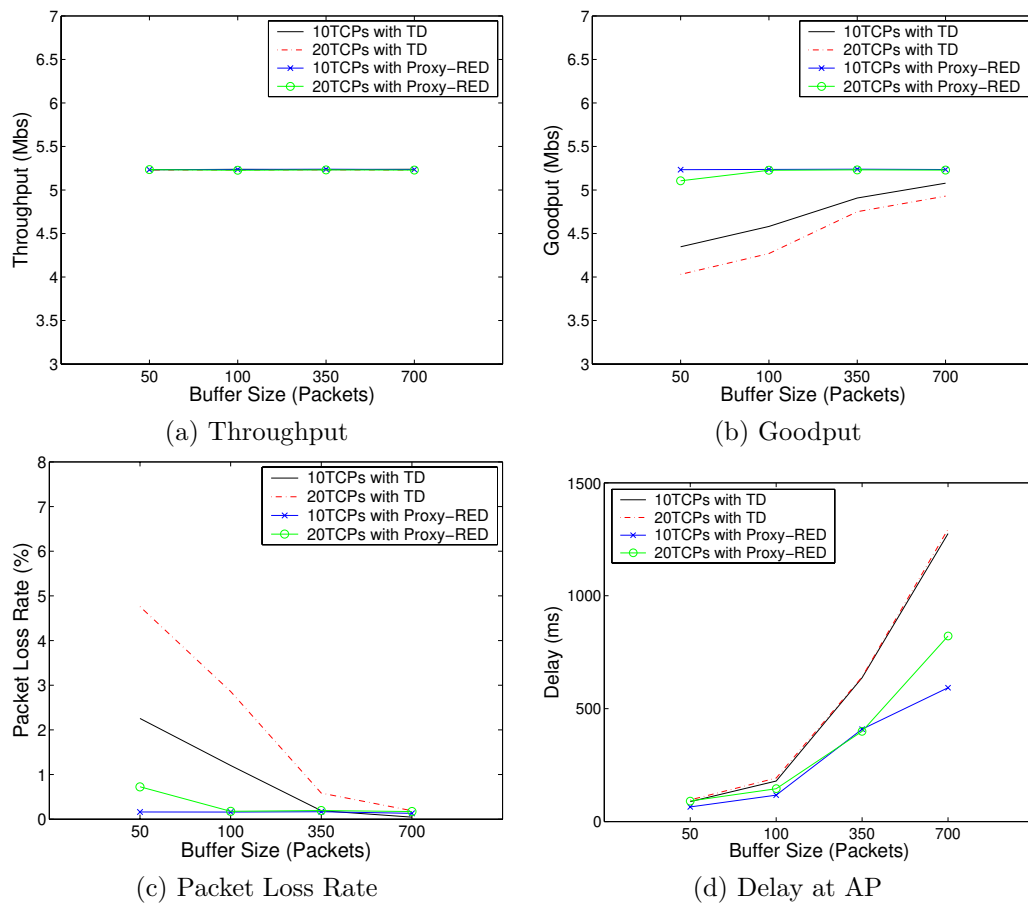 7
6.5
6
5.5
5
4.5
4
3.5
3
Throughput (Mbs)
10TCPs with TD
20TCPs with TD
10TCPs with Proxy−RED
20TCPs with Proxy−RED
50 100 350 700
Buffer Size (Packets)
(a) Throughput
7
6.5
6
5.5
5
4.5
4
3.5
3
Goodput (Mbs)
10TCPs with TD
20TCPs with TD
10TCPs with Proxy−RED
20TCPs with Proxy−RED
50 100 350 700
Buffer Size (Packets)
(b) Goodput
8
7
6
5
4
3
2
1
0
Packet Loss Rate (%)
10TCPs with TD
20TCPs with TD
10TCPs with Proxy−RED
20TCPs with Proxy−RED
50 100 350 700
Buffer Size (Packets)
(c) Packet Loss Rate
1500
1000
500
0
Delay (ms)
10TCPs with TD
20TCPs with TD
10TCPs with Proxy−RED
20TCPs with Proxy−RED
50 100 350 700
Buffer Size (Packets)
(d) Delay at AP